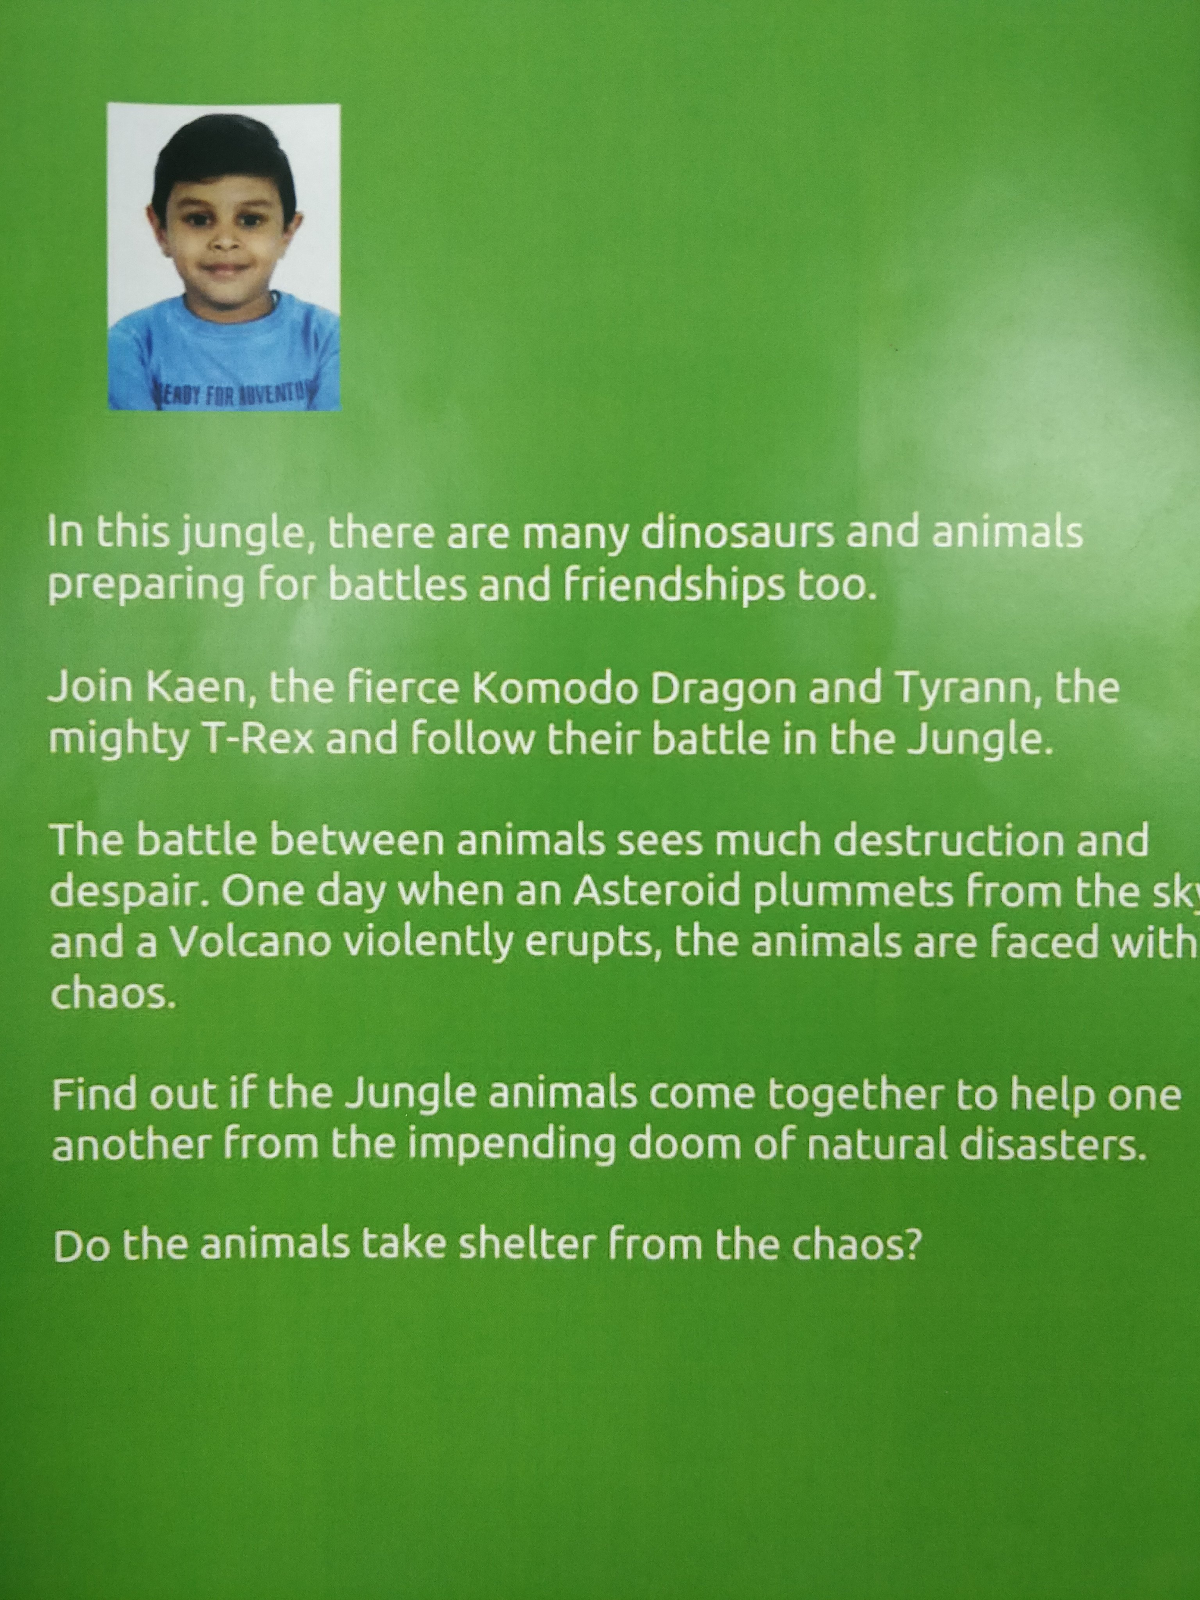 READY FOR ADVENTU
In this jungle, there are many dinosaurs and animals
preparing for battles and friendships too.
Join Kaen, the fierce Komodo Dragon and Tyrann, the
mighty T-Rex and follow their battle in the Jungle.
The battle between animals sees much destruction and
despair. One day when an Asteroid plummets from the sky
and a Volcano violently erupts, the animals are faced with
chaos.
Find out if the Jungle animals come together to help one
another from the impending doom of natural disasters.
Do the animals take shelter from the chaos?